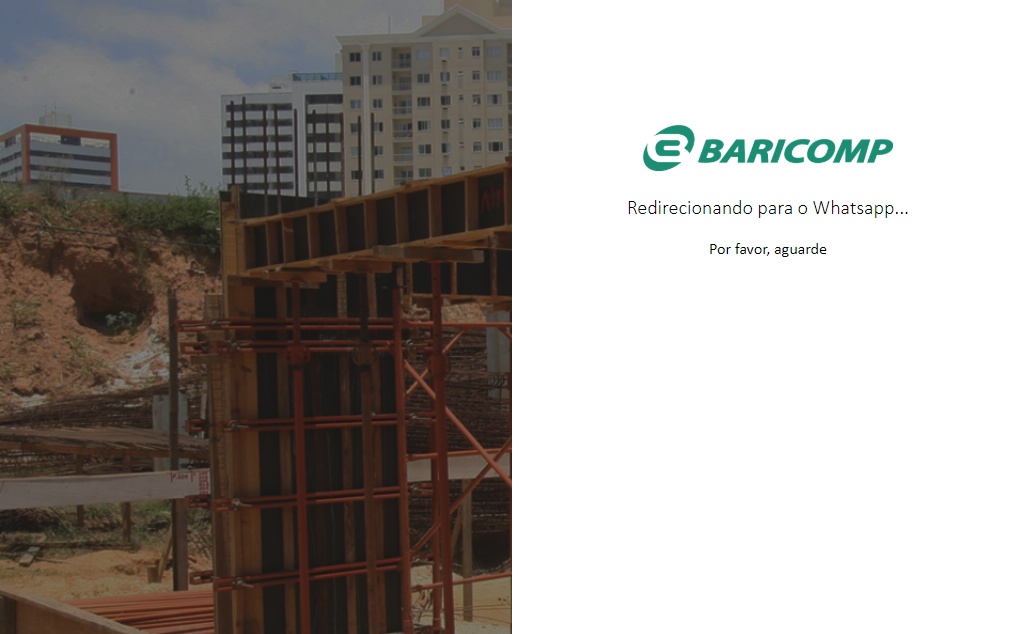 BARICOMP
Redirecionando para o Whatsapp...
Por favor, aguarde